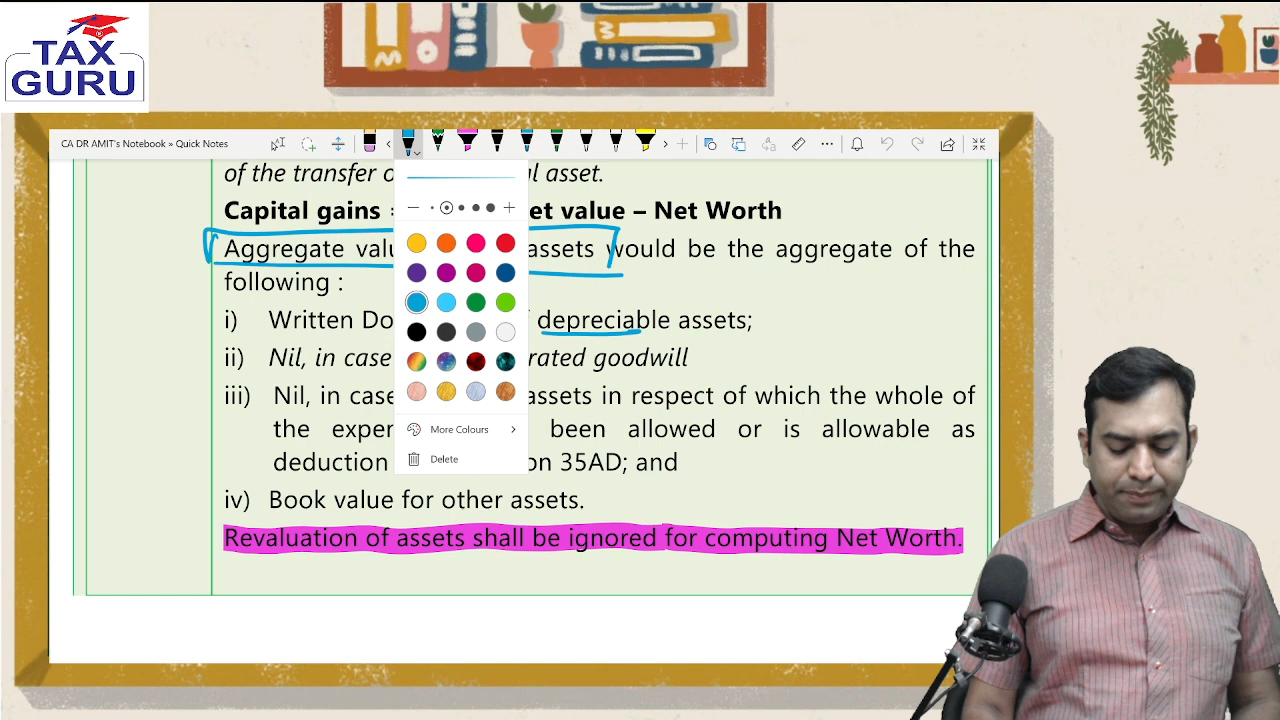 TAX
GURU
CA DR AMIT's Notebook » Quick Notes
of the transfer o al asset.
Capital gains et value – Net Worth
Aggregate valu assets would be the aggregate of the
following :
i) Written Do depreciable assets;
ii) Nil, in case rated goodwill
iii) Nil, in case assets in respect of which the whole of
the exper been allowed or is allowable as
deduction on 35AD; and
iv) Book value for other assets.
Revaluation of assets shall be ignored for computing Net Worth.
More Colours
Delete